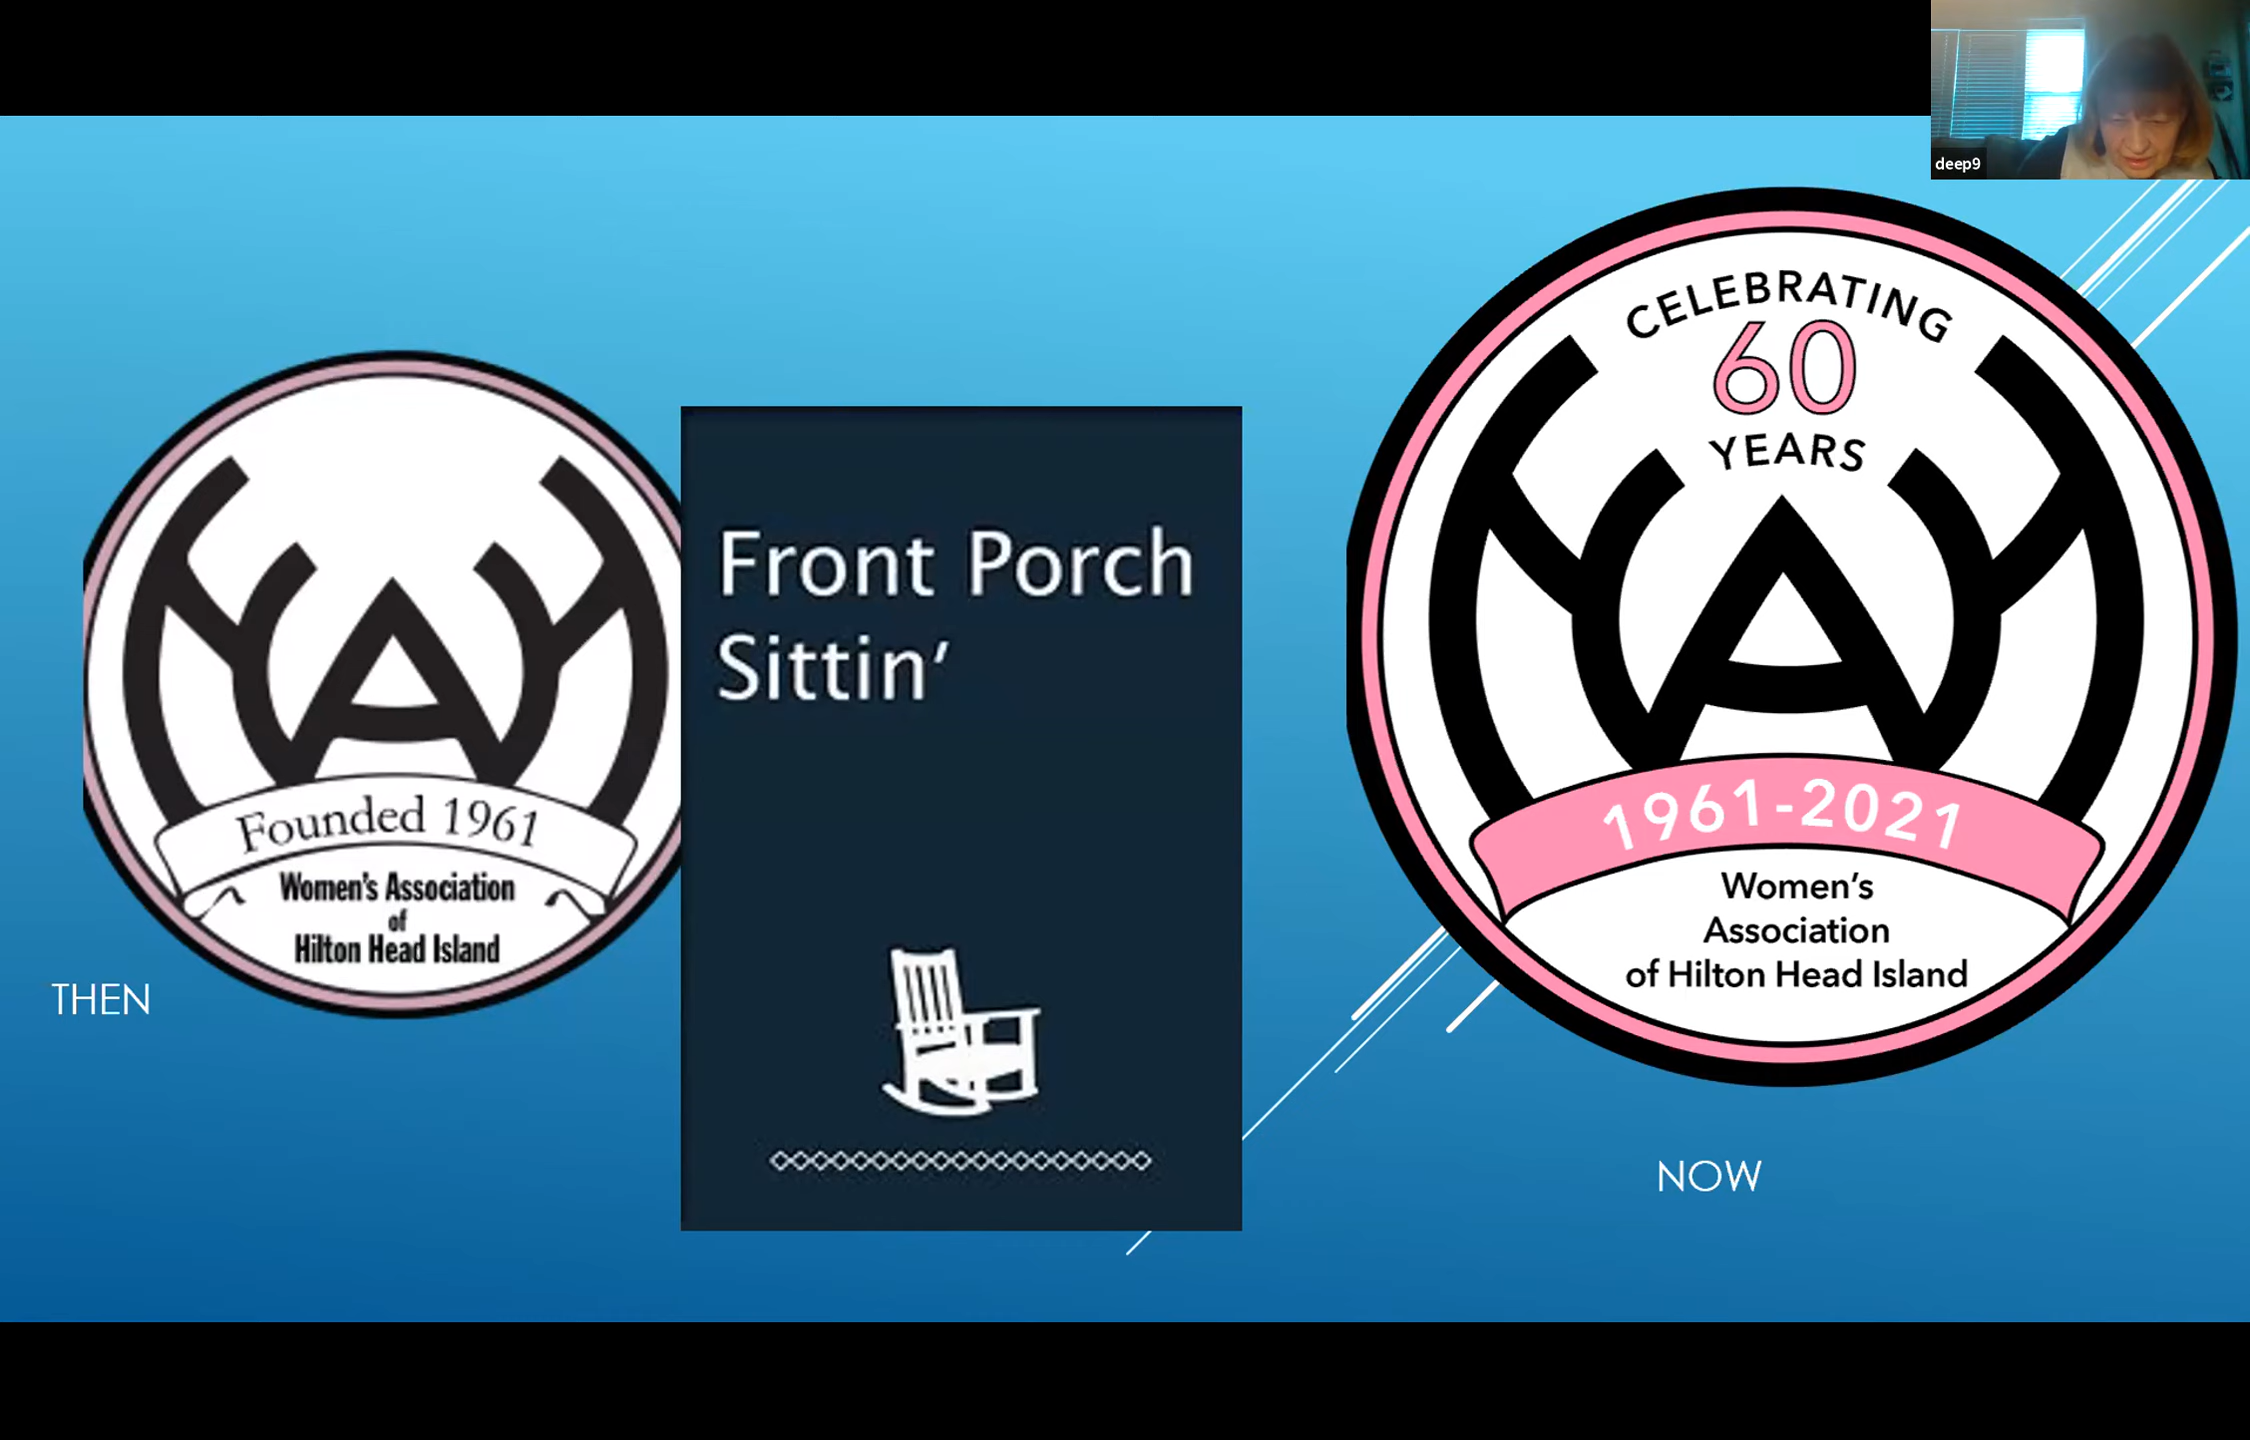 deep9
Founded 1961
Women's Association
of
Hilton Head Island
THEN
Front Porch
Sittin'
CELEBRATING
60
YEARS
WA
1961-2021
Women's
Association
of Hilton Head Island
NOW